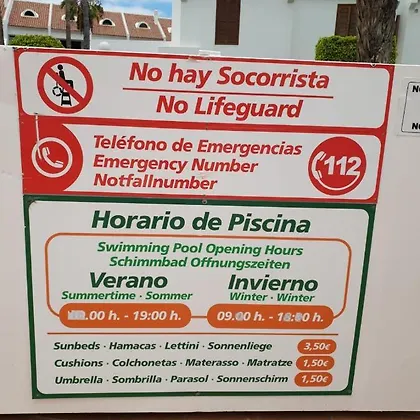 No hay Socorrista
No Lifeguard
Teléfono de Emergencias
Emergency Number
Notfallnumber
112
Horario de Piscina
Swimming Pool Opening Hours
Schimmbad Offnungszeiten
Verano
Summertime · Sommer
Invierno
Winter · Winter
.00 h. - 19:00 h.
09.00 h. - 18:00 h.
Sunbeds · Hamacas · Lettini · Sonnenliege 3,50€
Cushions · Colchonetas · Materasso · Matratze 1,50€
Umbrella · Sombrilla · Parasol · Sonnenschirm 1,50€